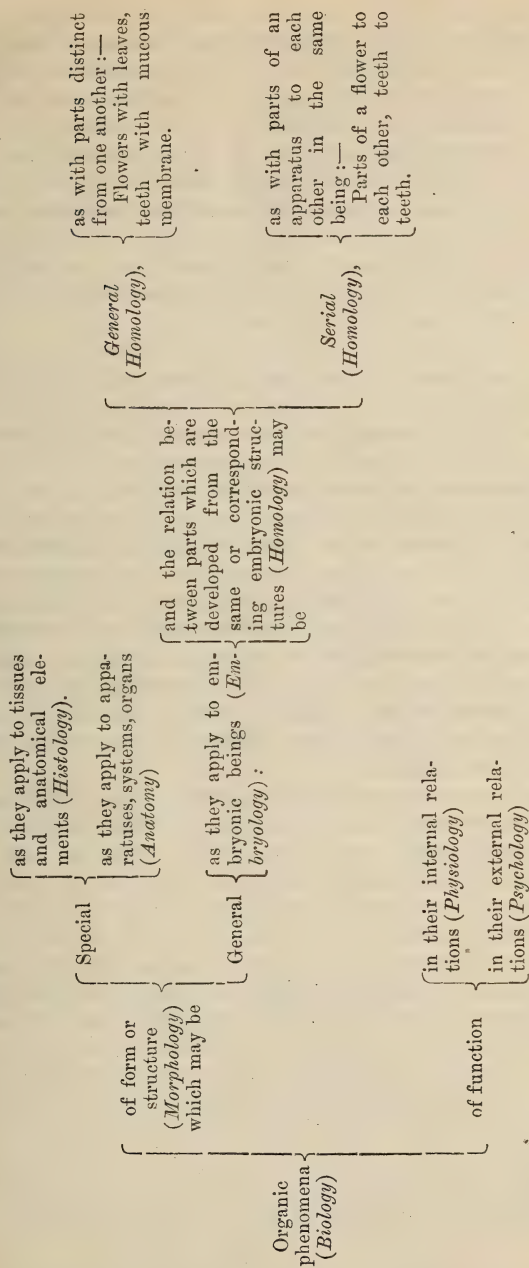 Organic
phenomena
(Biology)
of form or
structure
(Morphology)
which may be
Special
as they apply to tissues
and anatomical ele-
ments (Histology).
as they apply to appa-
ratuses, systems, organs
(Anatomy)
General
as they apply to em-
bryonic beings (Em-
bryology) :
and the relation be-
tween parts which are
developed from the
same or correspond-
ing embryonic struc-
tures (Homology) may
be
General
(Homology),
as with parts distinct
from one another :—
Flowers with leaves,
teeth with mucous
membrane.
Serial
(Homology),
as with parts of an
apparatus to each
other in the same
being :—
Parts of a flower to
each other, teeth to
teeth.
of function
in their internal rela-
tions (Physiology)
in their external rela-
tions (Psychology)